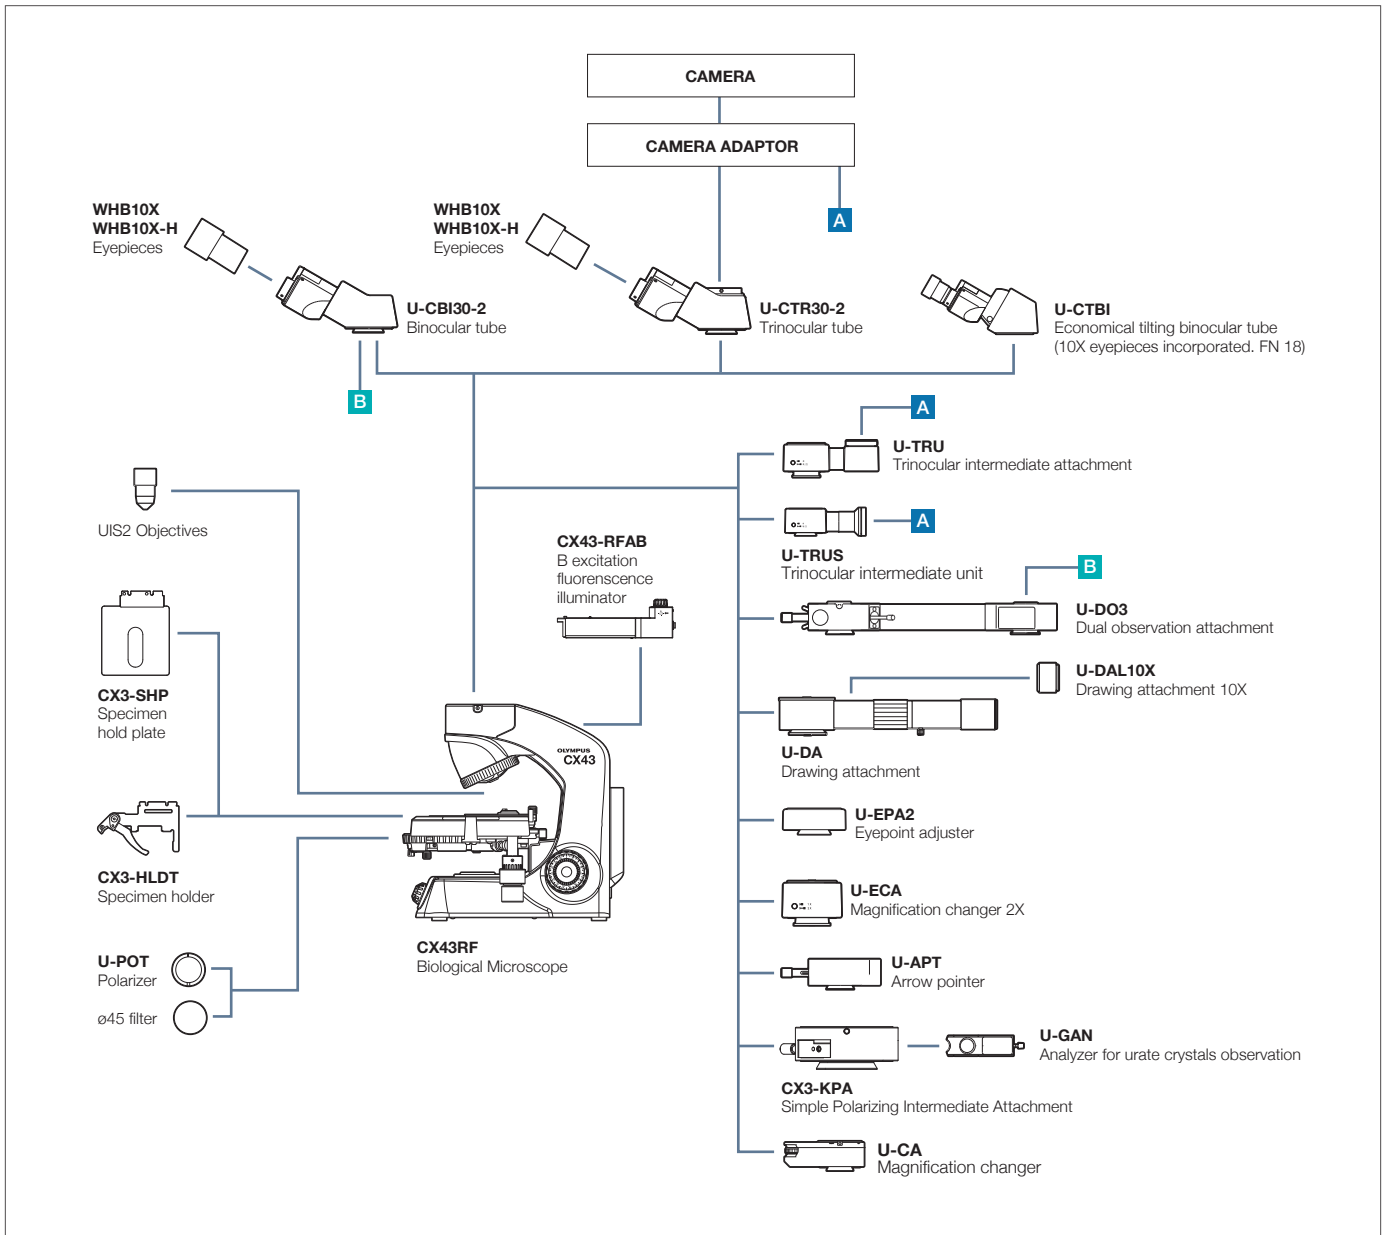 CAMERA
CAMERA ADAPTOR
A
WHB10X
WHB10X-H
Eyepieces
WHB10X
WHB10X-H
Eyepieces
U-CBI30-2
Binocular tube
U-CTR30-2
Trinocular tube
U-CTBI
Economical tilting binocular tube
(10X eyepieces incorporated. FN 18)
B
A
U-TRU
Trinocular intermediate attachment
UIS2 Objectives
A
U-TRUS
Trinocular intermediate unit
CX43-RFAB
B excitation
fluorenscence
illuminator
B
U-DO3
Dual observation attachment
CX3-SHP
Specimen
hold plate
U-DAL10X
Drawing attachment 10X
U-DA
Drawing attachment
OLYMPUS
CX43
U-EPA2
Eyepoint adjuster
CX3-HLDT
Specimen holder
U-ECA
Magnification changer 2X
CX43RF
Biological Microscope
U-POT
Polarizer
ø45 filter
U-APT
Arrow pointer
U-GAN
Analyzer for urate crystals observation
CX3-KPA
Simple Polarizing Intermediate Attachment
U-CA
Magnification changer